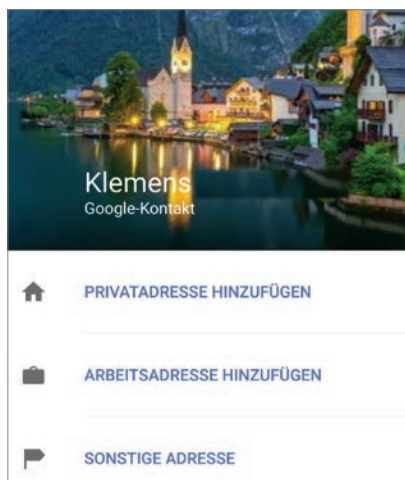 Klemens
Google-Kontakt
PRIVATADRESSE HINZUFÜGEN
ARBEITSADRESSE HINZUFÜGEN
SONSTIGE ADRESSE